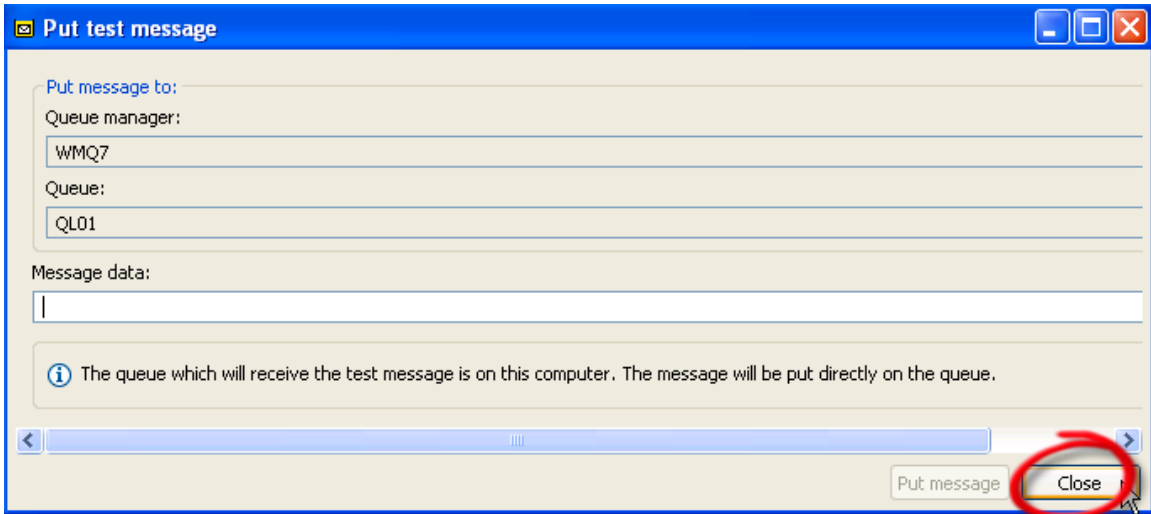 Put test message
Put message to:
Queue manager:
WMQ7
Queue:
QL01
Message data:
The queue which will receive the test message is on this computer. The message will be put directly on the queue.
Put message Close